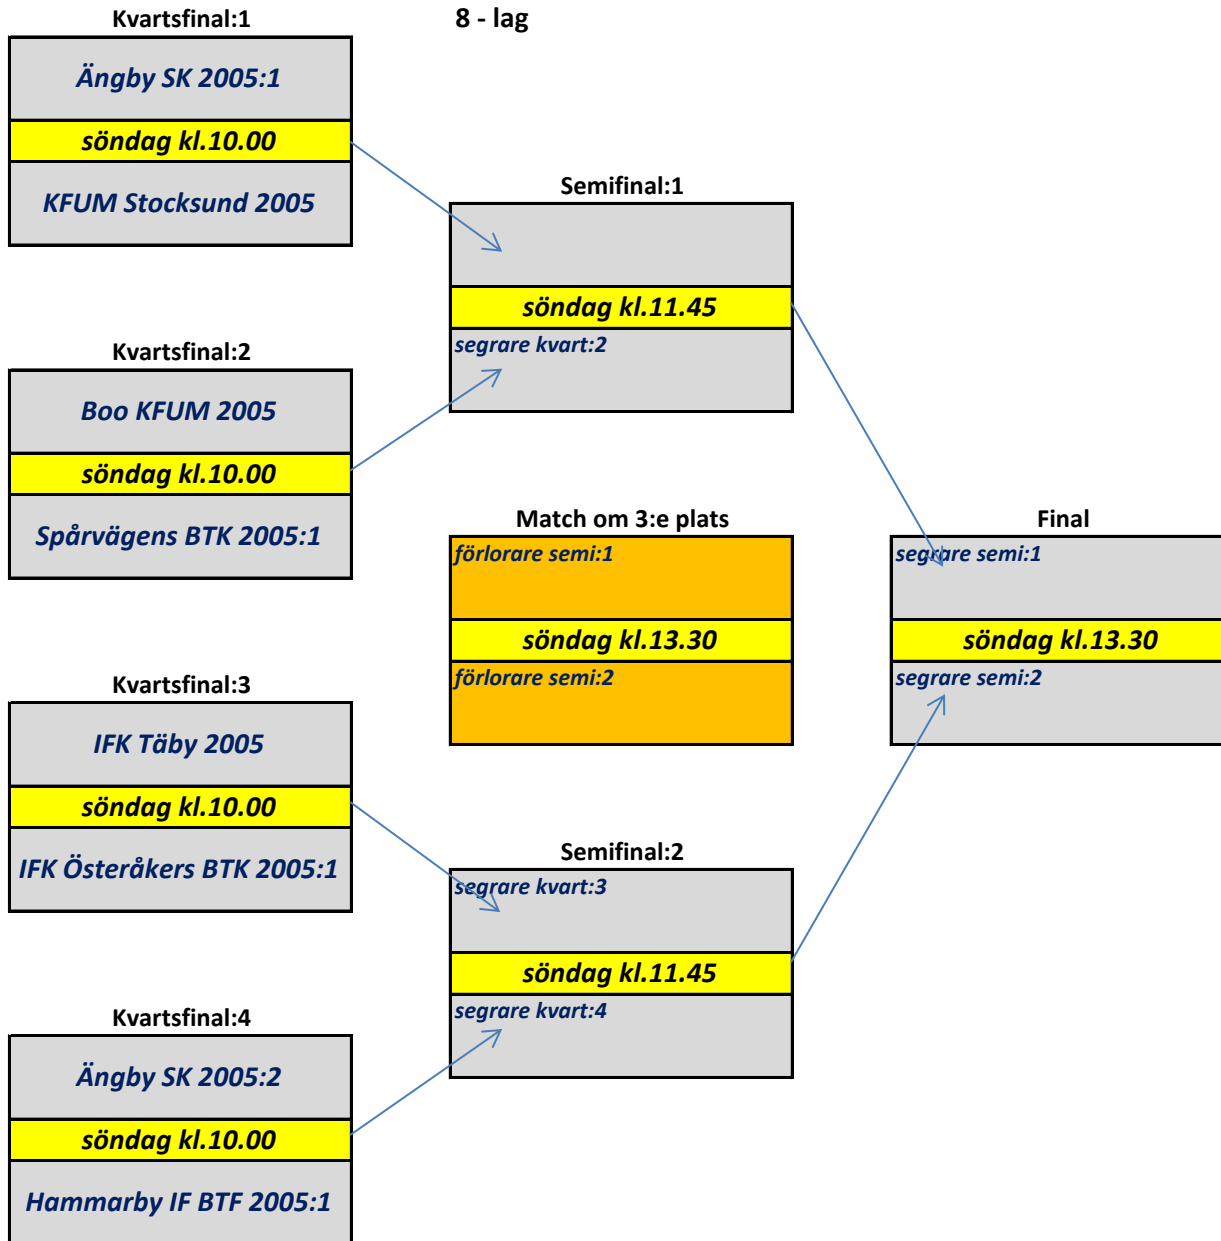 Kvartsfinal:1
8 - lag
Ängby SK 2005:1
söndag kl.10.00
KFUM Stocksund 2005
Semifinal:1
söndag kl.11.45
segrare kvart:2
Kvartsfinal:2
Boo KFUM 2005
söndag kl.10.00
Spårvägens BTK 2005:1
Match om 3:e plats
förlorare semi:1
söndag kl.13.30
förlorare semi:2
Final
segrare semi:1
söndag kl.13.30
segrare semi:2
Kvartsfinal:3
IFK Täby 2005
söndag kl.10.00
IFK Österåkers BTK 2005:1
Semifinal:2
segrare kvart:3
söndag kl.11.45
segrare kvart:4
Kvartsfinal:4
Ängby SK 2005:2
söndag kl.10.00
Hammarby IF BTF 2005:1